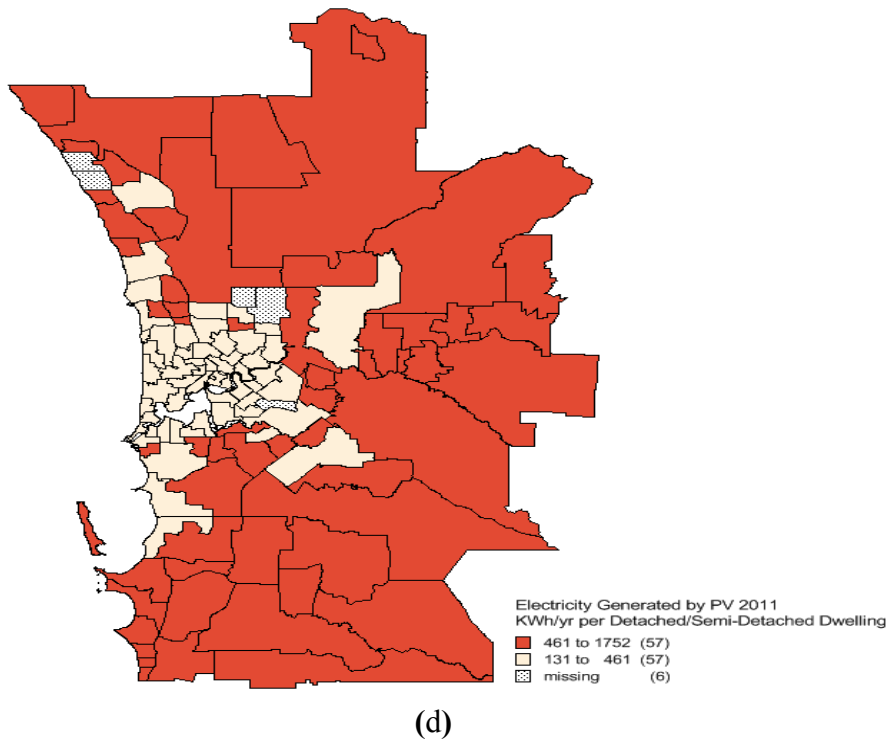 Electricity Generated by PV 2011
KWh/yr per Detached/Semi-Detached Dwelling
461 to 1752 (57)
131 to 461 (57)
missing (6)
(d)